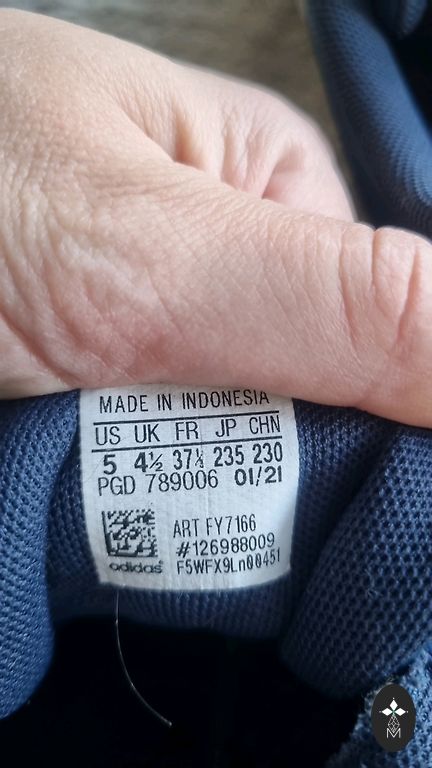 MADE IN INDONESIA
US UK FR JP CHN
5 4½ 37⅓ 235 230
PGD 789006 01/21
ART FY7166
#126988009
adidas F5WFX9Ln00451
M